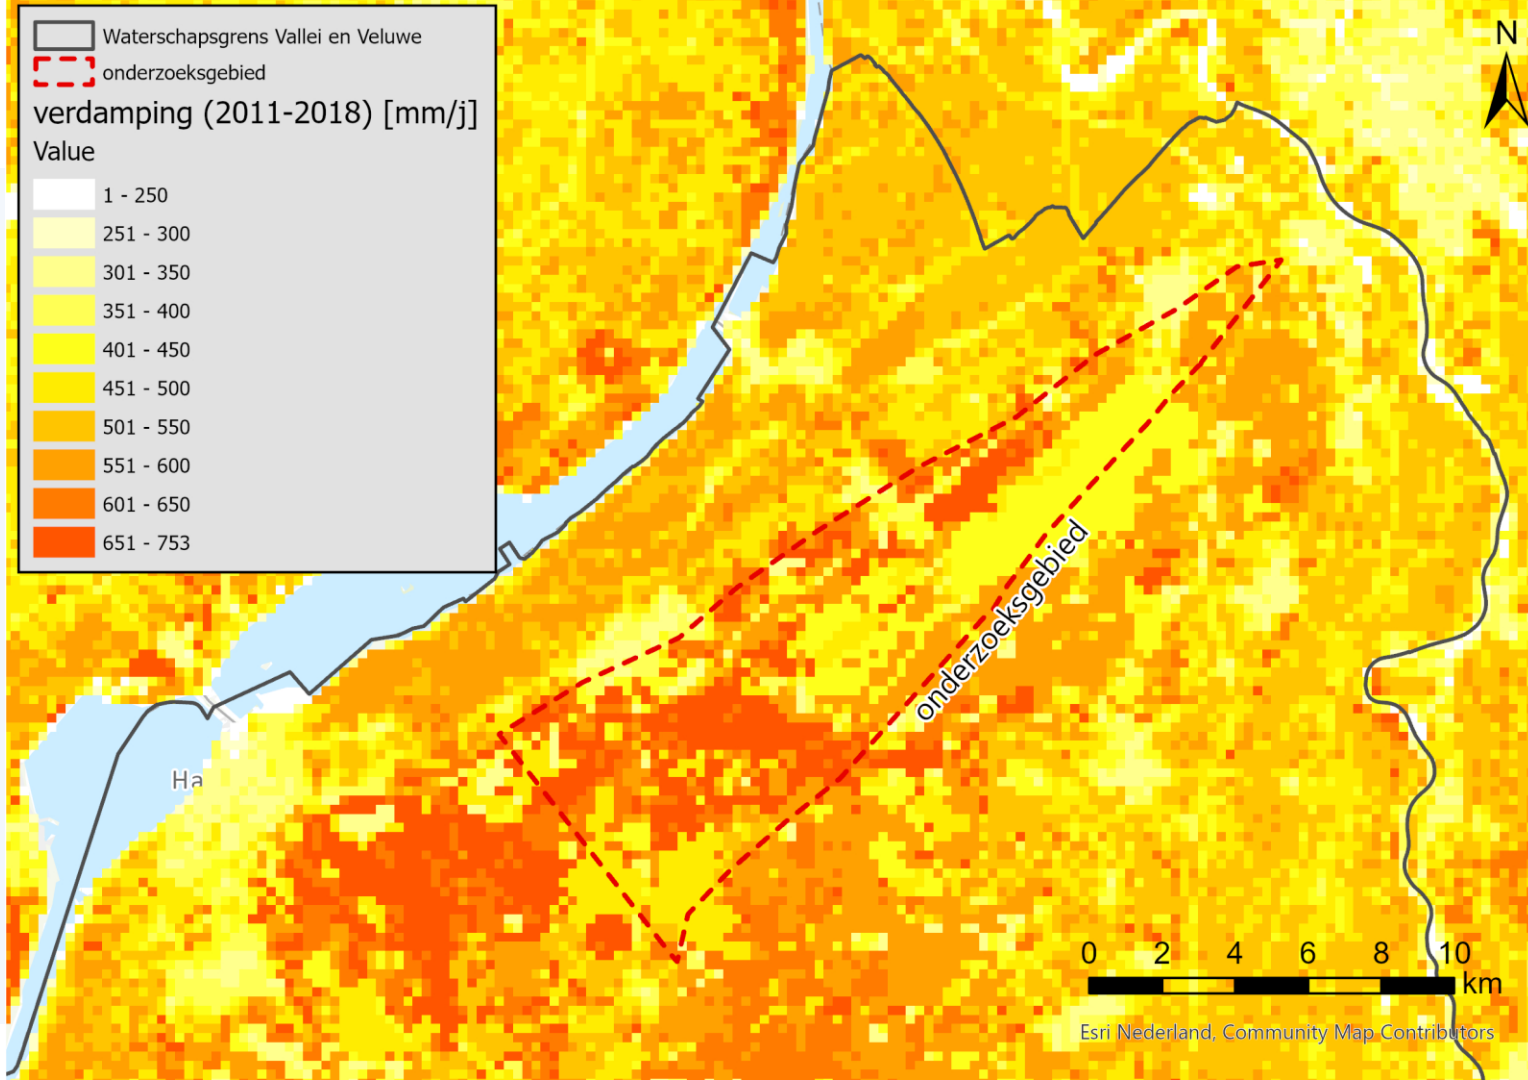 Waterschapsgrens Vallei en Veluwe
onderzoeksgebied
verdamping (2011-2018) [mm/j]
Value
1 - 250
251 - 300
301 - 350
351 - 400
401 - 450
451 - 500
501 - 550
551 - 600
601 - 650
651 - 753
N
onderzoeksgebied
Ha
0 2 4 6 8 10
km
Esri Nederland, Community Map Contributors